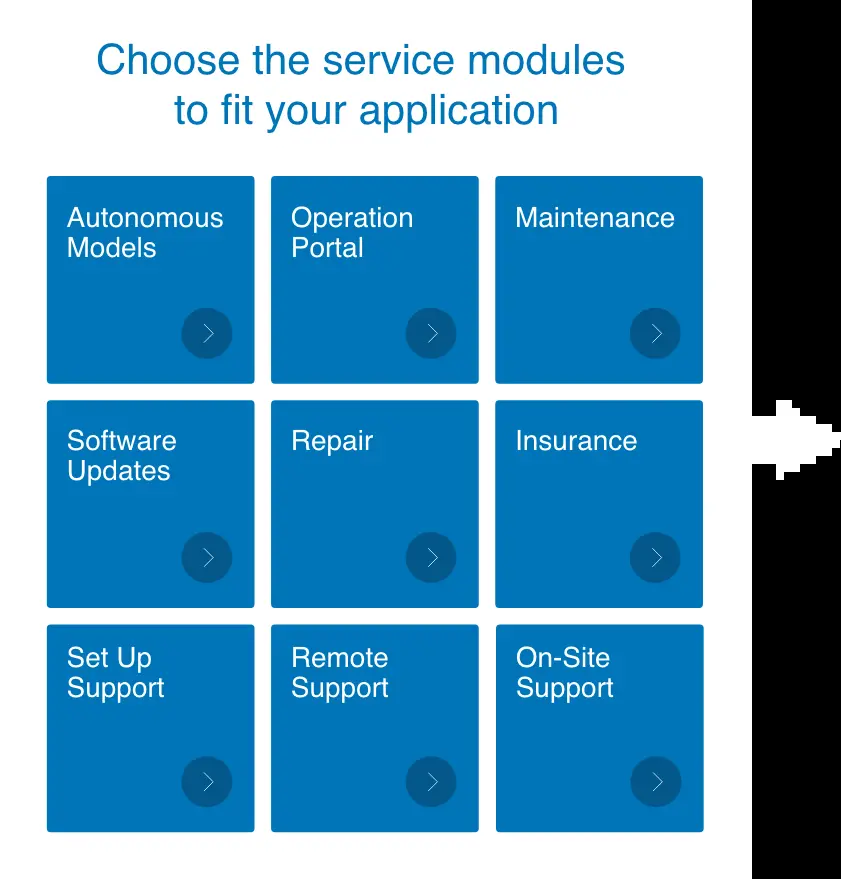 Choose the service modules
to fit your application
Autonomous
Models
Operation
Portal
Maintenance
Software
Updates
Repair
Insurance
Set Up
Support
Remote
Support
On-Site
Support